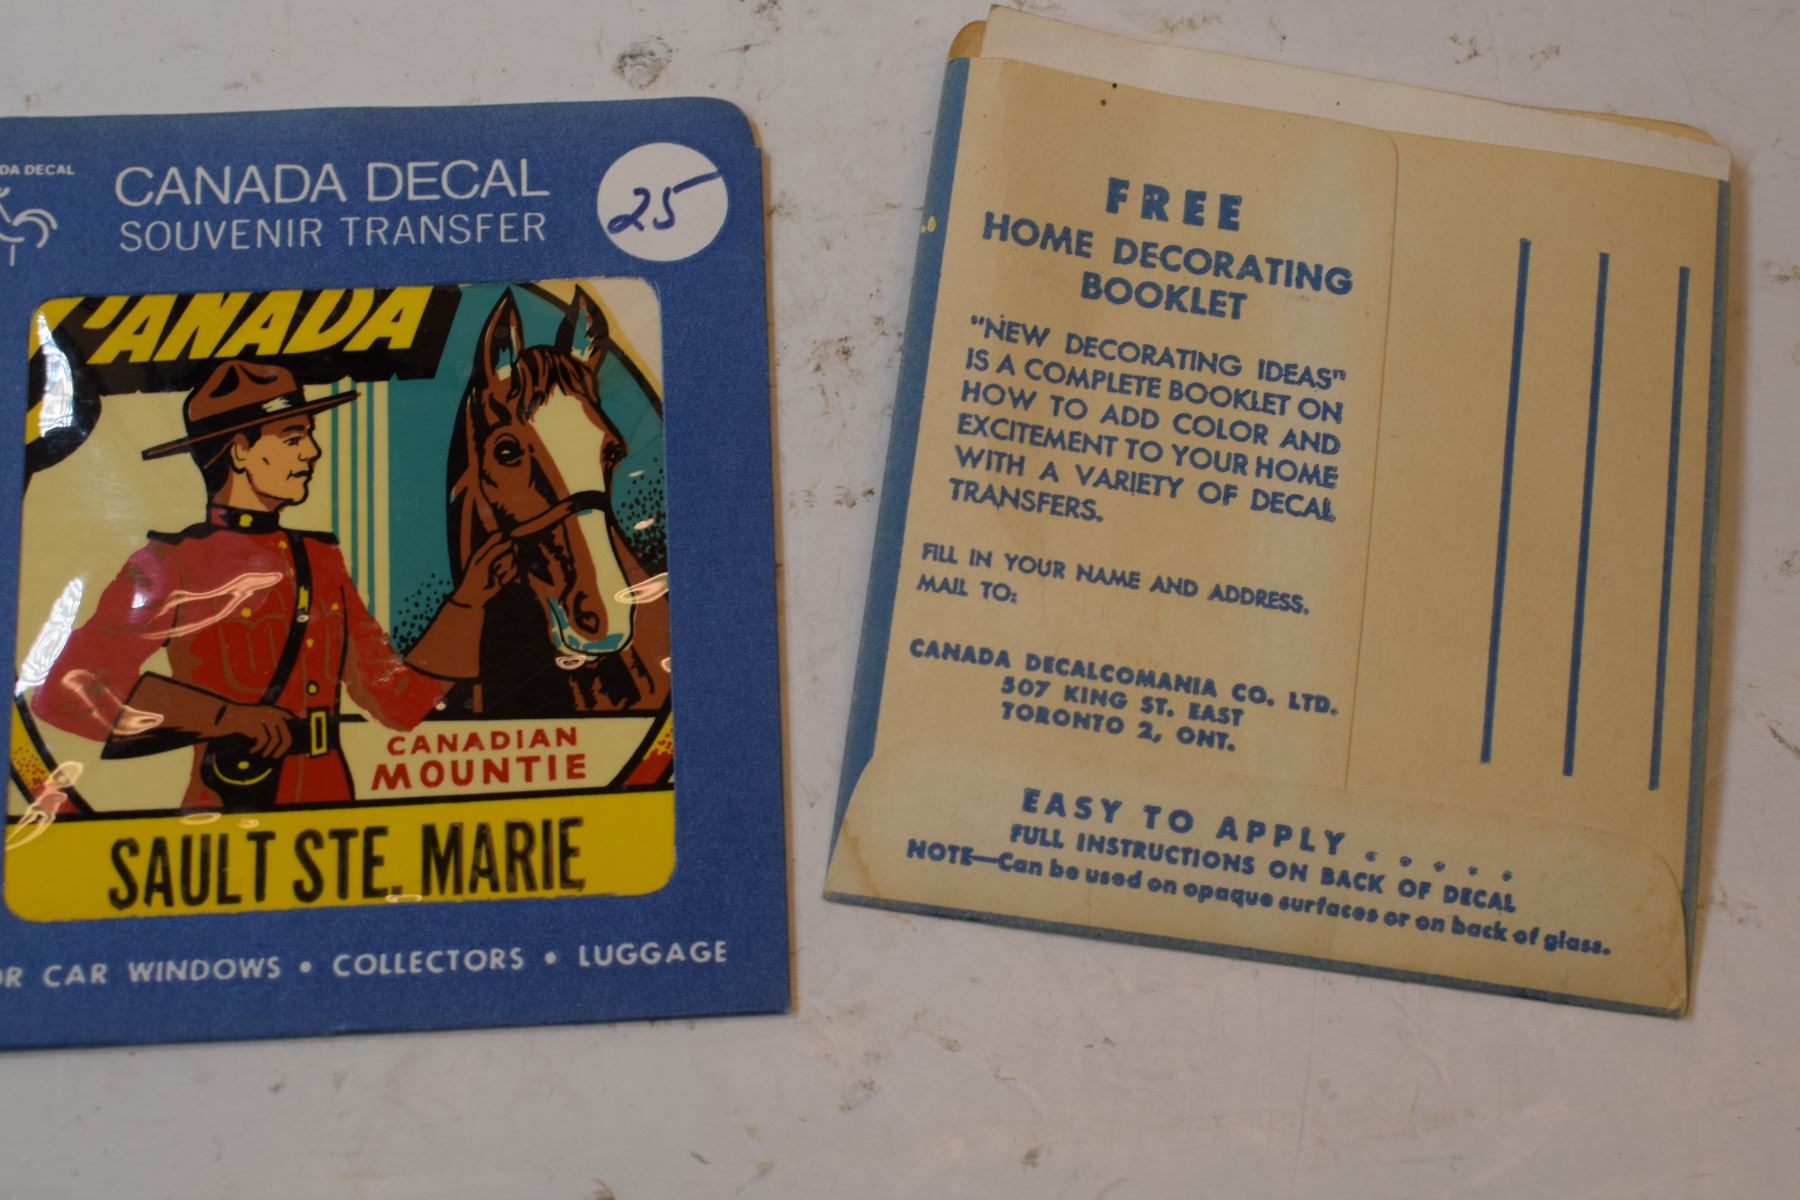 DA DECAL
CANADA DECAL
SOUVENIR TRANSFER
25
CANADA
CANADIAN
MOUNTIE
SAULT STE. MARIE
OR CAR WINDOWS • COLLECTORS • LUGGAGE
FREE
HOME DECORATING
BOOKLET
"NEW DECORATING IDEAS"
IS A COMPLETE BOOKLET ON
HOW TO ADD COLOR AND
EXCITEMENT TO YOUR HOME
WITH A VARIETY OF DECAL
TRANSFERS.
FILL IN YOUR NAME AND ADDRESS.
MAIL TO:
CANADA DECALCOMANIA CO. LTD.
507 KING ST. EAST
TORONTO 2, ONT.
EASY TO APPLY . . . . .
FULL INSTRUCTIONS ON BACK OF DECAL
NOTE—Can be used on opaque surfaces or on back of glass.